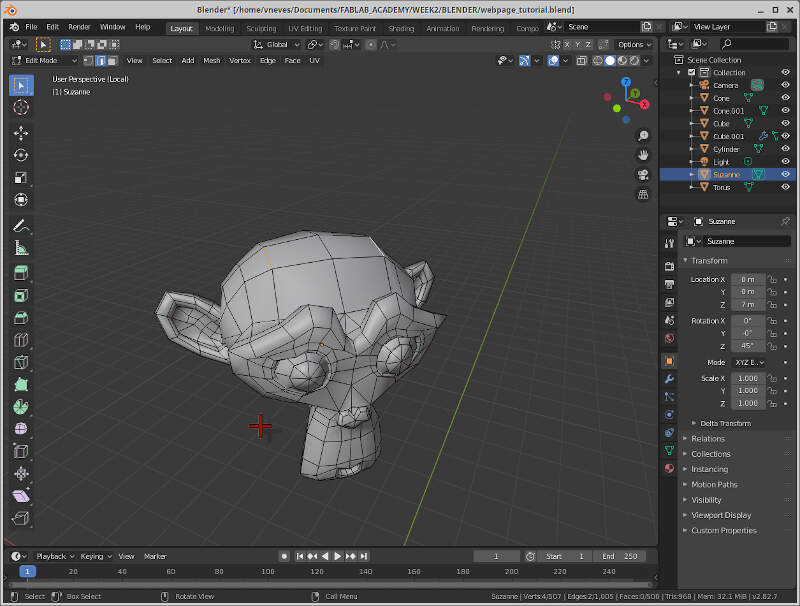 Blender* [/home/vneves/Documents/FABLAB_ACADEMY/WEEK2/BLENDER/webpage_tutorial.blend]
File Edit Render Window Help Layout Modeling Sculpting UV Editing Texture Paint Shading Animation Rendering Compo Scene View Layer
Global X Y Z Options
Edit Mode View Select Add Mesh Vertex Edge Face UV
User Perspective (Local)
(1) Suzanne
Z
Y
X
Scene Collection
Collection
Camera
Cone
Cone.001
Cube
Cube.001
Cylinder
Light
Suzanne
Torus
Suzanne
Suzanne
Transform
Location X 0 m
Y 0 m
Z 7 m
Rotation X 0°
Y -0°
Z 45°
Mode XYZ E..
Scale X 1.000
Y 1.000
Z 1.000
Delta Transform
Relations
Collections
Instancing
Motion Paths
Visibility
Viewport Display
Custom Properties
Playback Keying View Marker 1 Start 1 End 250
1 20 40 60 80 100 120 140 160 180 200 220 240
Select Box Select Rotate View Call Menu Suzanne | Verts:4/507 | Edges:2/1,005 | Faces:0/500 | Tris:968 | Mem: 32.1 MiB | v2.82.7